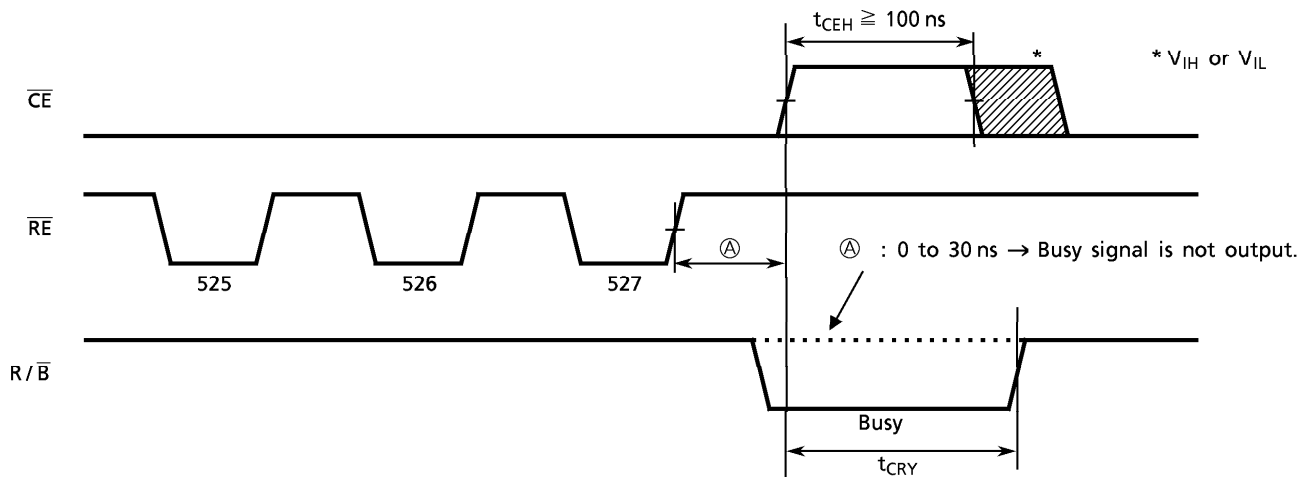 tCEH ≧ 100 ns
* VIH or VIL
*
CE
RE
525
526
527
Ⓐ
Ⓐ : 0 to 30 ns → Busy signal is not output.
R / B
Busy
tCRY